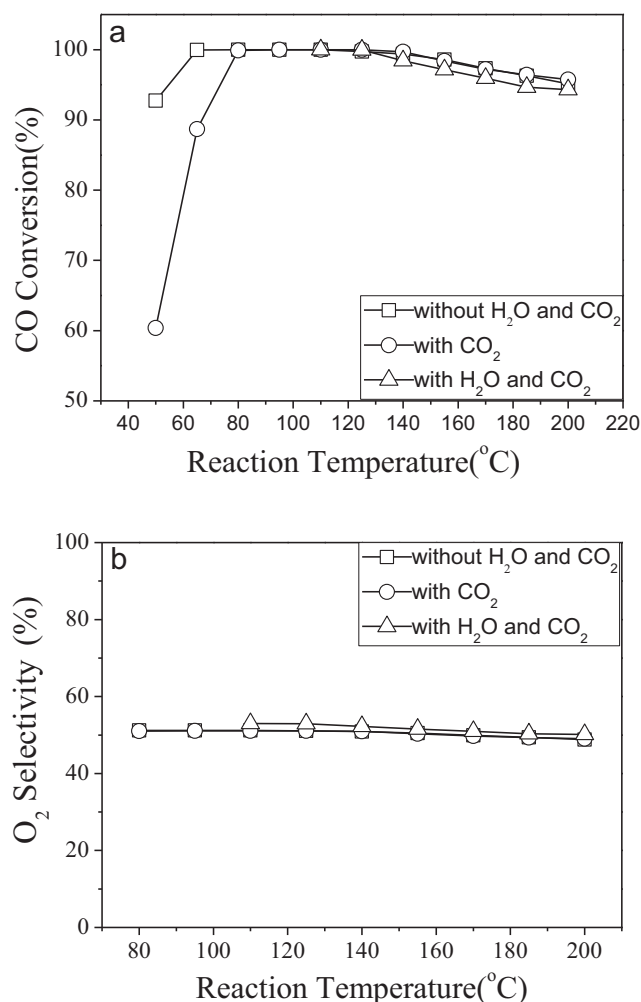 a
100
90
80
70
60
50
CO Conversion(%)
without H₂O and CO₂
with CO₂
with H₂O and CO₂
40 60 80 100 120 140 160 180 200 220
Reaction Temperature(°C)
b
100
80
60
40
20
0
O₂ Selectivity (%)
without H₂O and CO₂
with CO₂
with H₂O and CO₂
80 100 120 140 160 180 200
Reaction Temperature(°C)